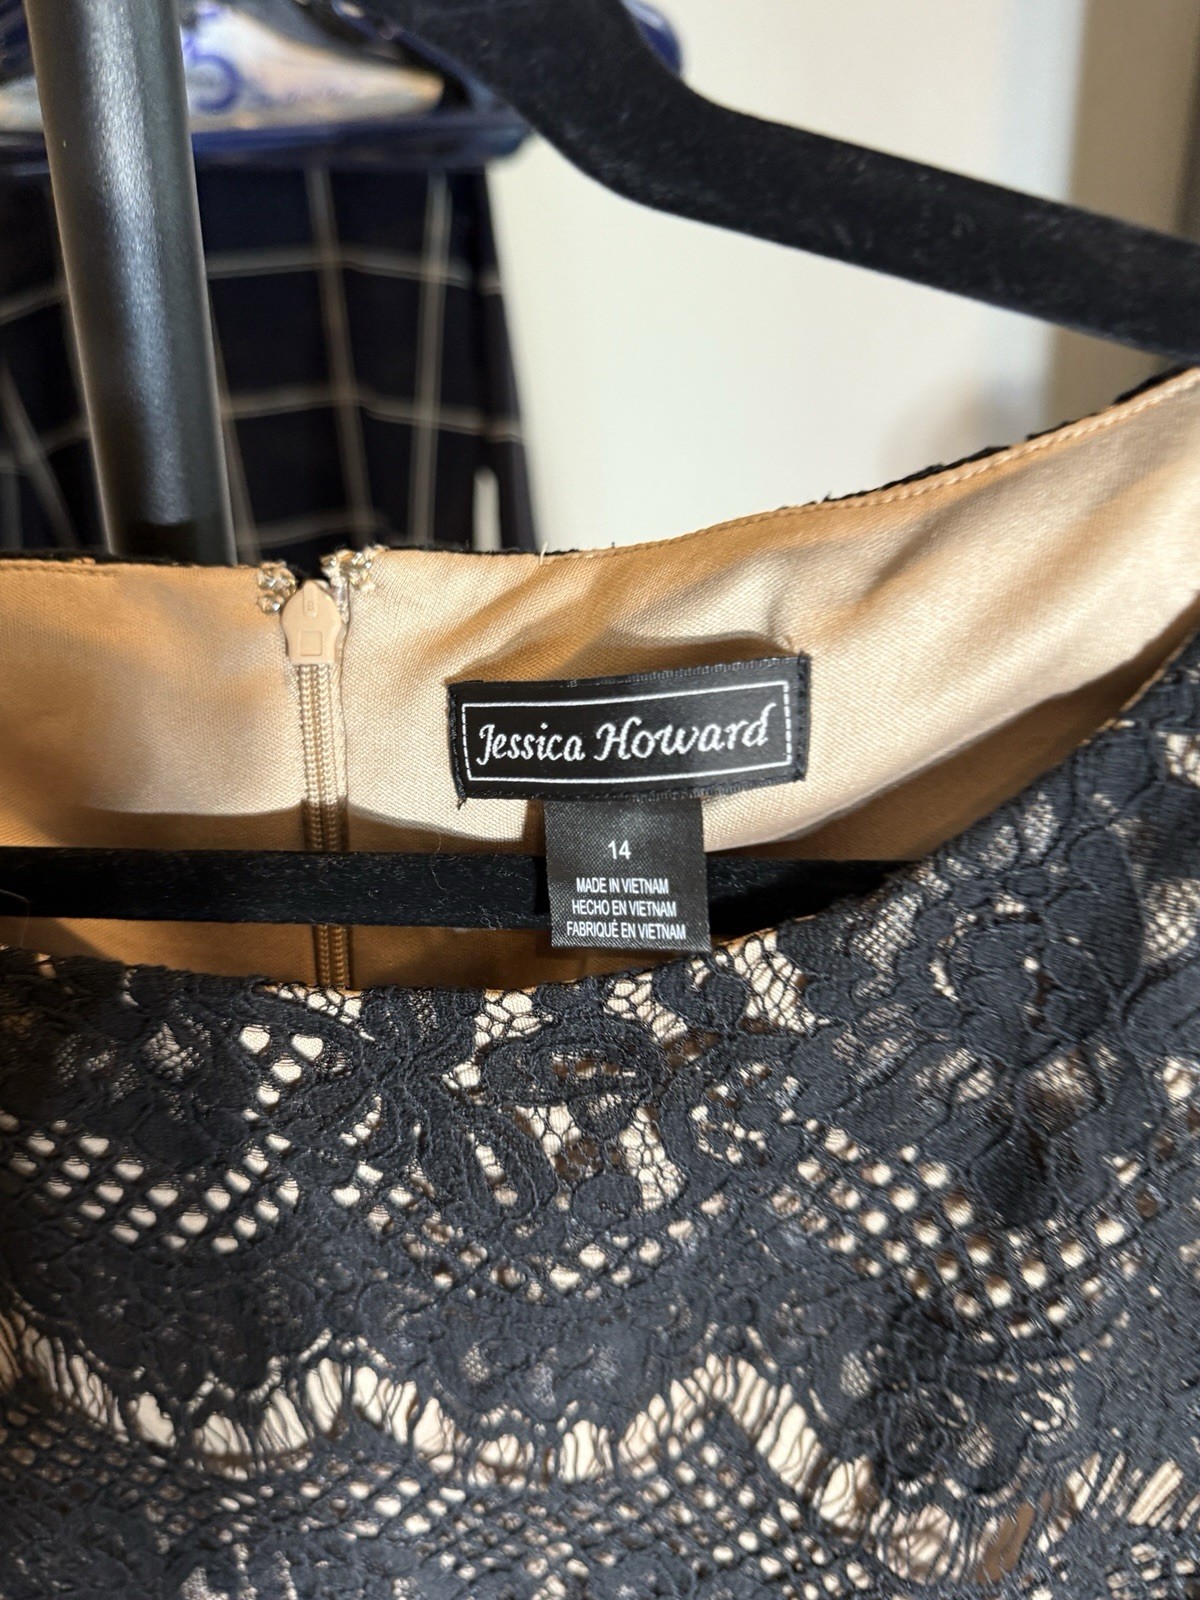 Jessica Howard
14
MADE IN VIETNAM
HECHO EN VIETNAM
FABRIQUÉ EN VIETNAM